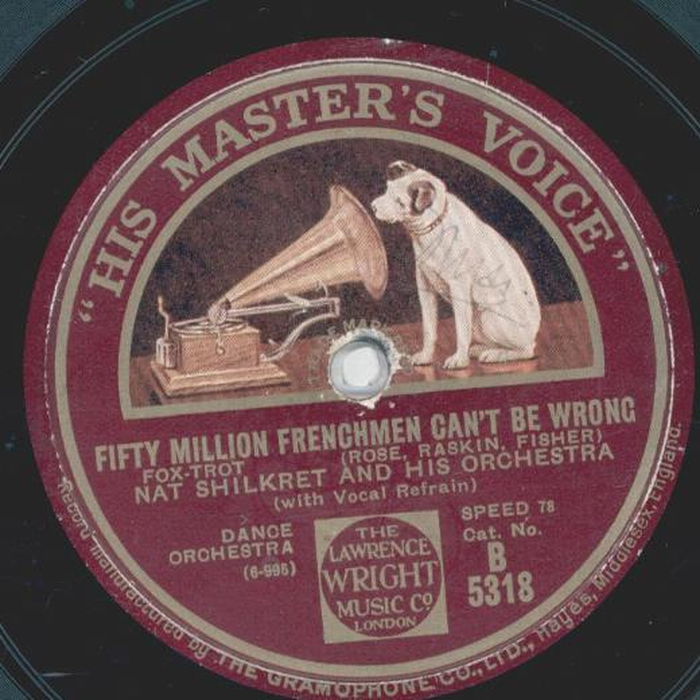 "HIS MASTER'S VOICE"
FIFTY MILLION FRENCHMEN CAN'T BE WRONG
(ROSE, RASKIN, FISHER)
FOX-TROT
NAT SHILKRET AND HIS ORCHESTRA
(with Vocal Refrain)
DANCE
ORCHESTRA
(6-996)
THE
LAWRENCE
WRIGHT
MUSIC Co.
LONDON
SPEED 78
Cat. No.
B
5318
Record manufactured by THE GRAMOPHONE CO., LTD., Hayes, Middlesex, England.